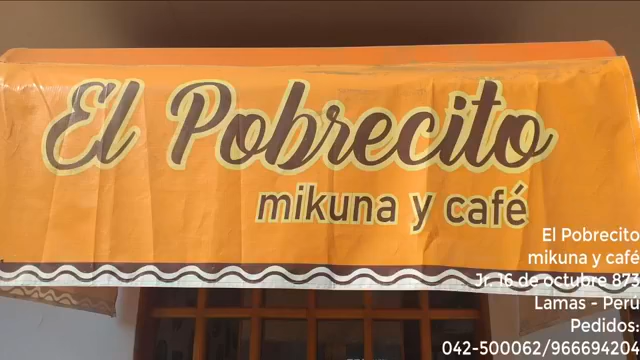 El Pobrecito
mikuna y café
El Pobrecito
mikuna y café
Jr. 16 de octubre 873
Lamas - Perú
Pedidos:
042-500062/966694204